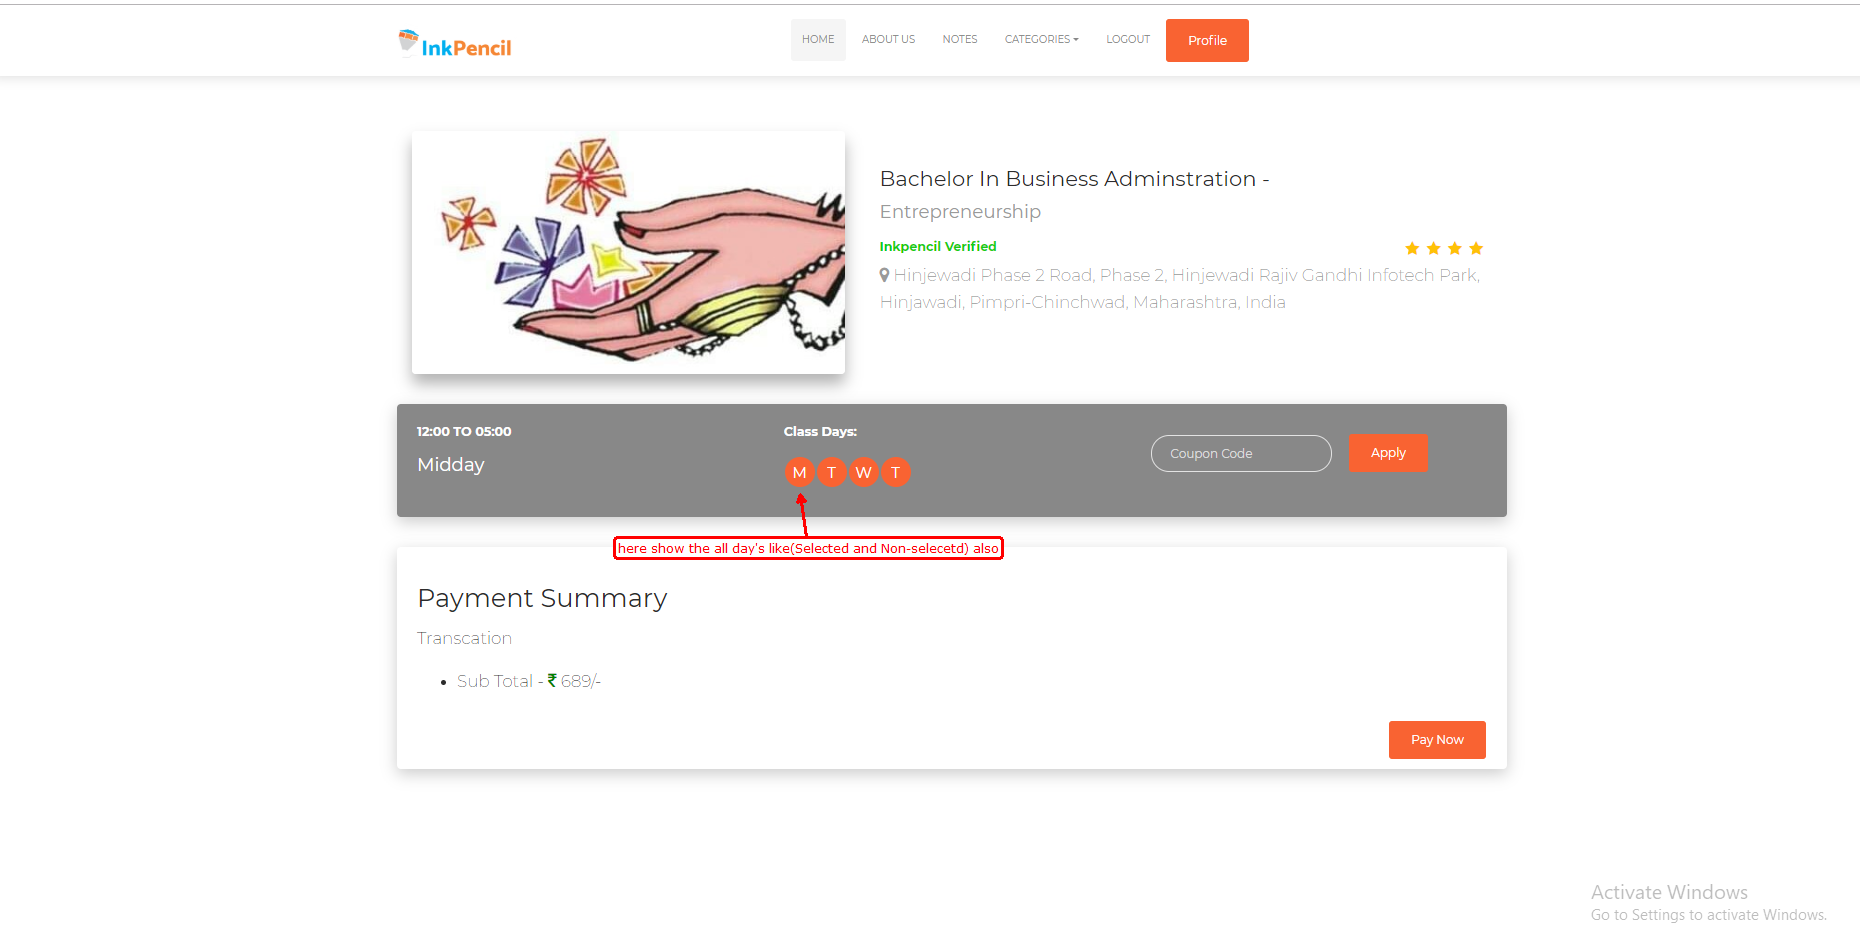 InkPencil
HOME
ABOUT US
NOTES
CATEGORIES
LOGOUT
Profile
Bachelor In Business Adminstration -
Entrepreneurship
Inkpencil Verified
Hinjewadi Phase 2 Road, Phase 2, Hinjewadi Rajiv Gandhi Infotech Park,
Hinjawadi, Pimpri-Chinchwad, Maharashtra, India
12:00 TO 05:00
Midday
Class Days:
M T W T
Coupon Code
Apply
here show the all day's like(Selected and Non-selecetd) also
Payment Summary
Transcation
• Sub Total - ₹ 689/-
Pay Now
Activate Windows
Go to Settings to activate Windows.